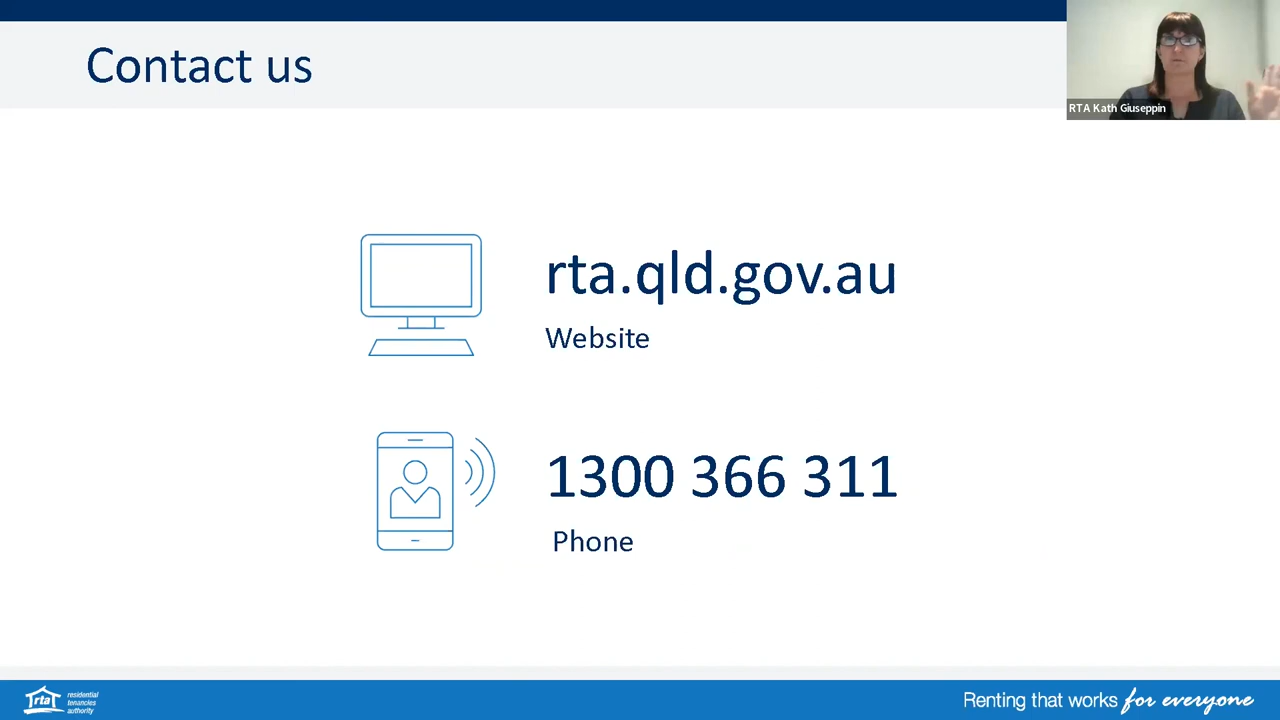 Contact us
RTA Kath Giuseppin
rta.qld.gov.au
Website
1300 366 311
Phone
rta
residential
tenancies
authority
Renting that works for everyone